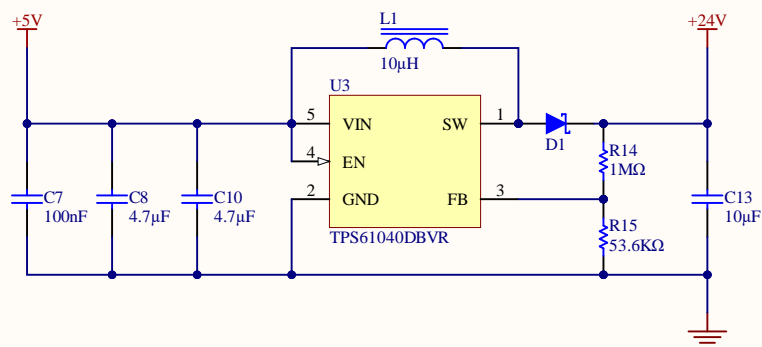 +5V
+24V
L1
10µH
U3
5 VIN SW 1
4 EN
2 GND FB 3
TPS61040DBVR
D1
R14
1MΩ
R15
53.6KΩ
C7
100nF
C8
4.7µF
C10
4.7µF
C13
10µF